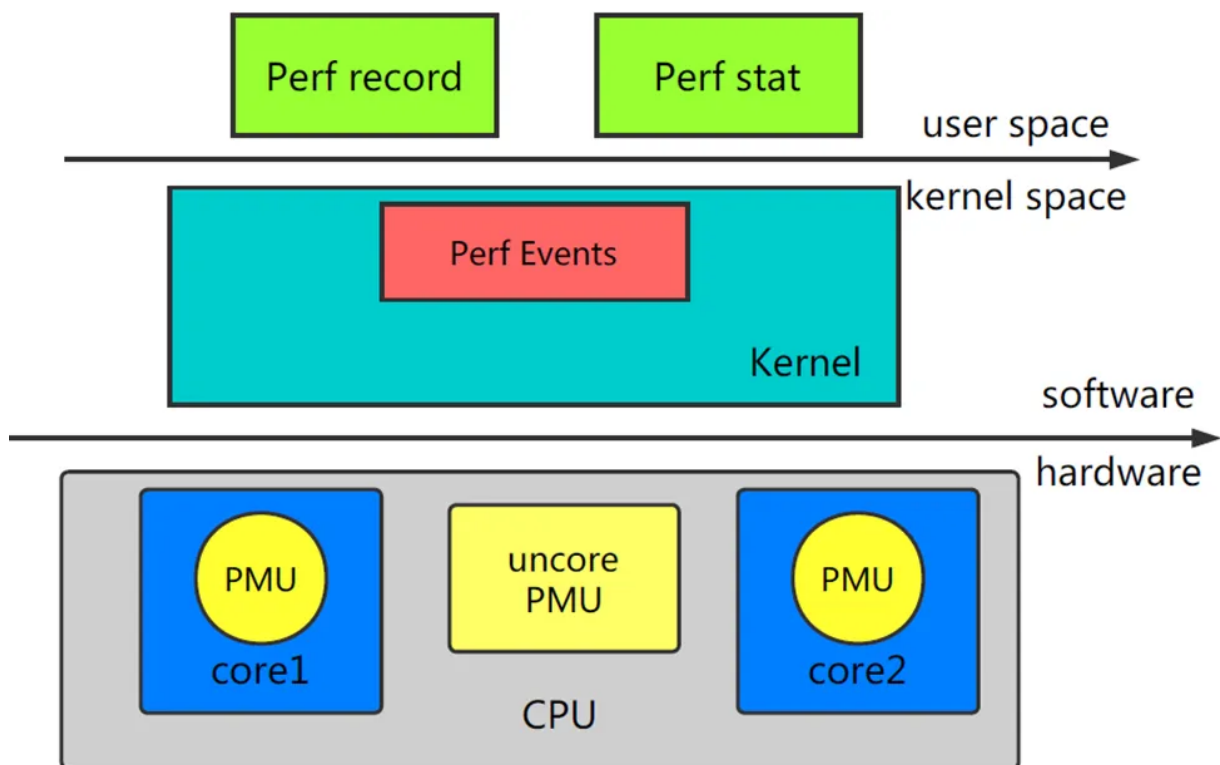 Perf record
Perf stat
user space
kernel space
Perf Events
Kernel
software
hardware
PMU
uncore
PMU
PMU
core1
core2
CPU